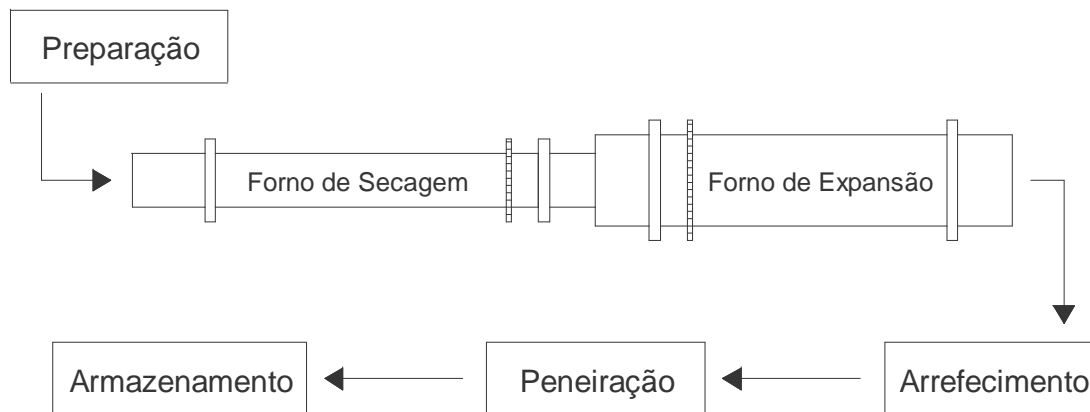 Preparação
Forno de Secagem
Forno de Expansão
Arrefecimento
Peneiração
Armazenamento